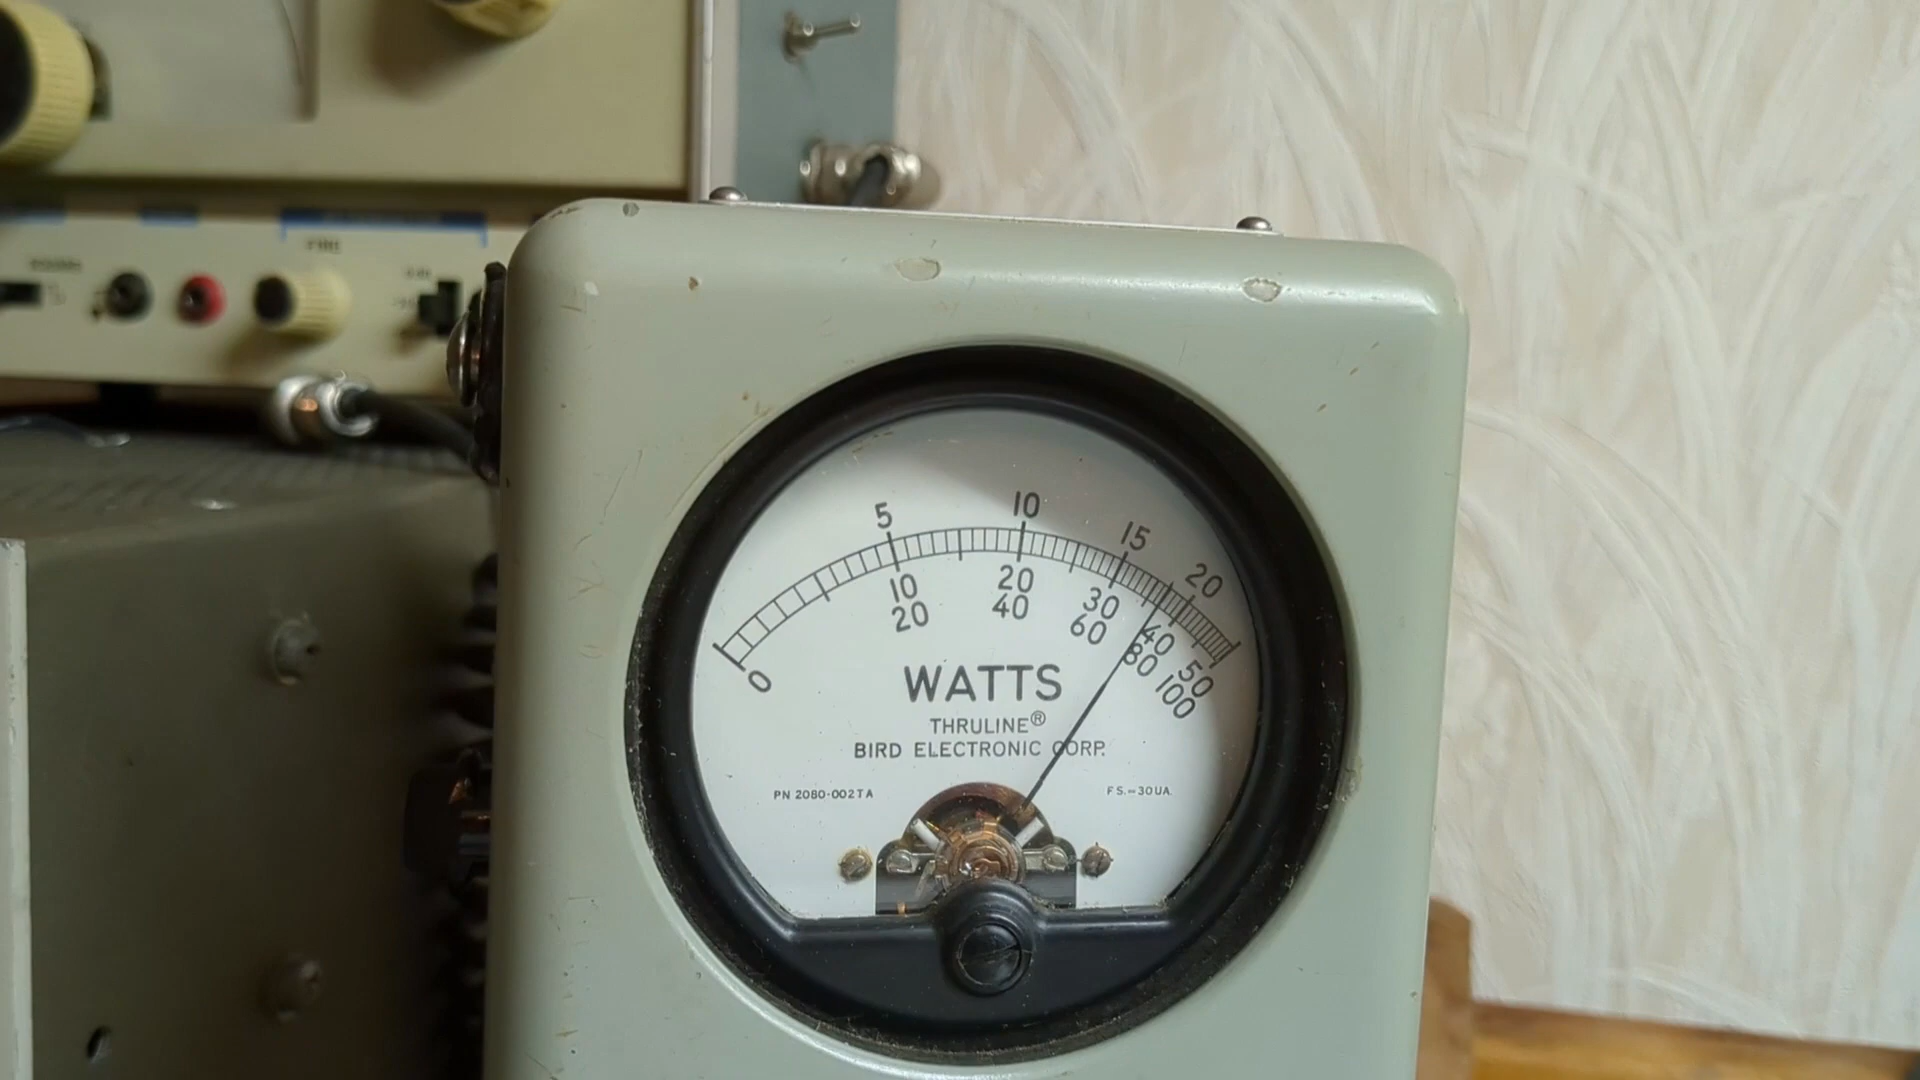 5 10 15 20
10 20 30 40 50
0 20 40 60 80 100
WATTS
THRULINE®
BIRD ELECTRONIC CORP.
PN 2080-002TA F.S.=30UA.